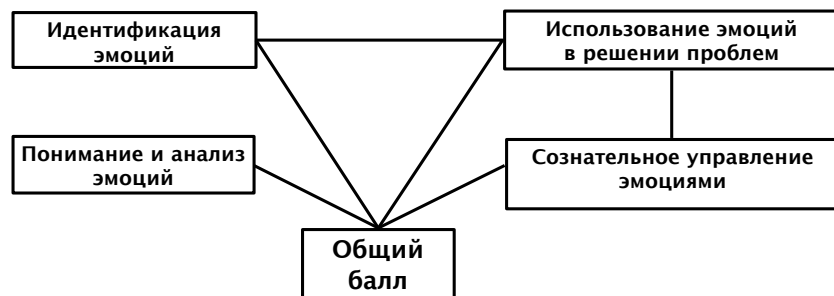 Идентификация
эмоций
Использование эмоций
в решении проблем
Понимание и анализ
эмоций
Сознательное управление
эмоциями
Общий
балл